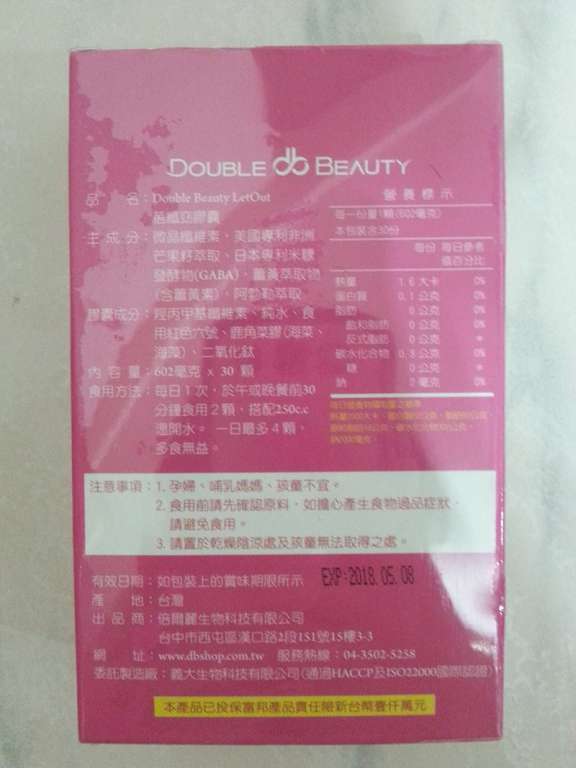 DOUBLE db BEAUTY
品　　名：Double Beauty LetOut
邑纖窈膠囊
主 成 分：微晶纖維素、美國專利非洲
芒果籽萃取、日本專利米糠
發酵物(GABA)、薑黃萃取物
(含薑黃素)、阿勃勒萃取
膠囊成分：羥丙甲基纖維素、純水、食
用紅色六號、鹿角菜膠(海菜、
海藻)、二氧化鈦
內 容 量：602毫克 x 30 顆
食用方法：每日1次，於午或晚餐前30
分鐘食用2顆，搭配250c.c
溫開水。 一日最多4顆，
多食無益。
營養標示
每一份量1顆(602毫克)
本包裝含30份
每份 每日參考
值百分比
熱量 1.6 大卡 0%
蛋白質 0.1 公克 0%
脂肪 0 公克 0%
飽和脂肪 0 公克 0%
反式脂肪 0 公克 *
碳水化合物 0.3 公克 0%
糖 0 公克 *
鈉 0 毫克 0%
注意事項：1. 孕婦、哺乳媽媽、孩童不宜。
2. 食用前請先確認原料，如擔心產生食物過品症狀，
請避免食用。
3. 請置於乾燥陰涼處及孩童無法取得之處。
有效日期：如包裝上的賞味期限所示 EXP:2018.05.08
產　　地：台灣
出 品 商：倍爾麗生物科技有限公司
台中市西屯區漢口路2段151號15樓3-3
網　　址：www.dbshop.com.tw 服務熱線：04-3502-5258
委託製造廠：義大生物科技有限公司(通過HACCP及ISO22000國際認證)
本產品已投保富邦產品責任險新台幣壹仟萬元